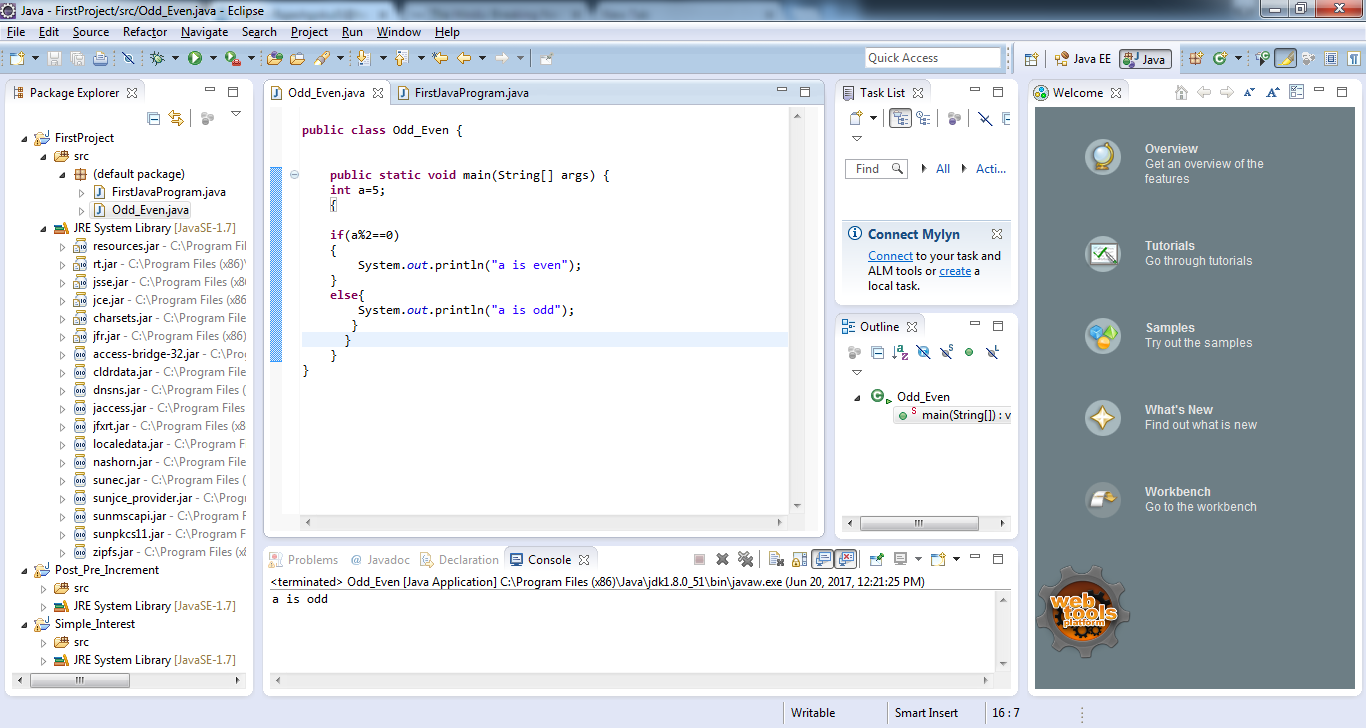 Java - FirstProject/src/Odd_Even.java - Eclipse
File Edit Source Refactor Navigate Search Project Run Window Help
Quick Access
Java EE
Java
Package Explorer
FirstProject
src
(default package)
FirstJavaProgram.java
Odd_Even.java
JRE System Library [JavaSE-1.7]
resources.jar - C:\Program Fil
rt.jar - C:\Program Files (x86)\
jsse.jar - C:\Program Files (x8
jce.jar - C:\Program Files (x86
charsets.jar - C:\Program Files
jfr.jar - C:\Program Files (x86)
access-bridge-32.jar - C:\Prog
cldrdata.jar - C:\Program Files
dnsns.jar - C:\Program Files (
jaccess.jar - C:\Program Files
jfxrt.jar - C:\Program Files (x8
localedata.jar - C:\Program F
nashorn.jar - C:\Program Files
sunec.jar - C:\Program Files (
sunjce_provider.jar - C:\Progr
sunmscapi.jar - C:\Program F
sunpkcs11.jar - C:\Program F
zipfs.jar - C:\Program Files (x8
Post_Pre_Increment
src
JRE System Library [JavaSE-1.7]
Simple_Interest
src
JRE System Library [JavaSE-1.7]
Odd_Even.java
FirstJavaProgram.java
public class Odd_Even {
public static void main(String[] args) {
int a=5;
{
if(a%2==0)
{
System.out.println("a is even");
}
else{
System.out.println("a is odd");
}
}
}
}
Task List
Find
All
Acti...
Connect Mylyn
Connect to your task and
ALM tools or create a
local task.
Outline
Odd_Even
main(String[]) : v
Welcome
Overview
Get an overview of the
features
Tutorials
Go through tutorials
Samples
Try out the samples
What's New
Find out what is new
Workbench
Go to the workbench
web
tools
platform
Problems
@ Javadoc
Declaration
Console
<terminated> Odd_Even [Java Application] C:\Program Files (x86)\Java\jdk1.8.0_51\bin\javaw.exe (Jun 20, 2017, 12:21:25 PM)
a is odd
Writable
Smart Insert
16 : 7